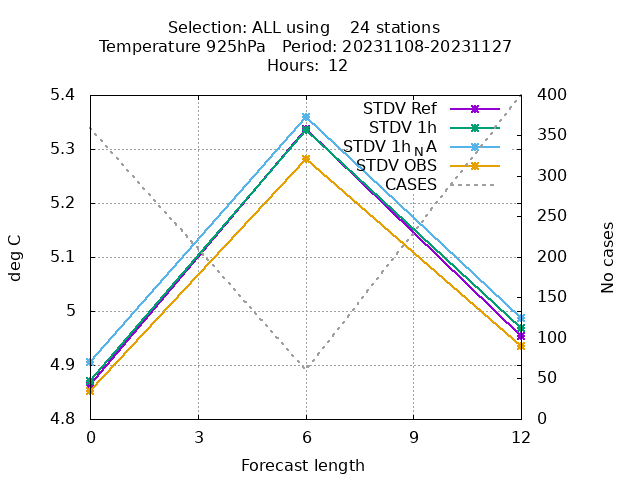 Selection: ALL using    24 stations
Temperature 925hPa   Period: 20231108-20231127
Hours:  12
5.4
5.3
5.2
5.1
5
4.9
4.8
deg C
STDV Ref
STDV 1h
STDV 1hNA
STDV OBS
CASES
400
350
300
250
200
150
100
50
0
No cases
0 3 6 9 12
Forecast length